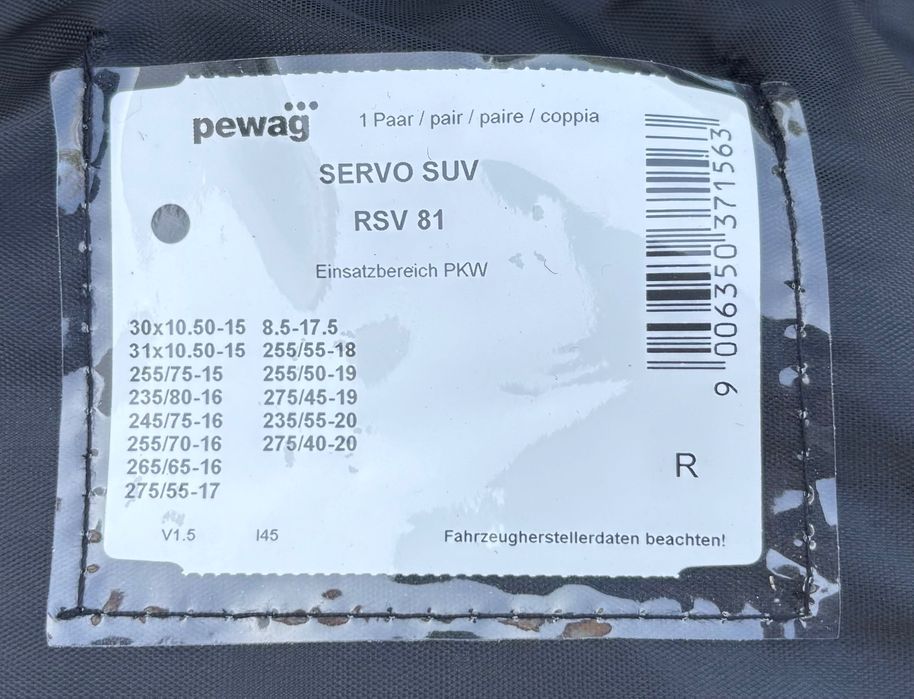 pewag
1 Paar / pair / paire / coppia
SERVO SUV
RSV 81
Einsatzbereich PKW
30x10.50-15 8.5-17.5
31x10.50-15 255/55-18
255/75-15 255/50-19
235/80-16 275/45-19
245/75-16 235/55-20
255/70-16 275/40-20
265/65-16
275/55-17
V1.5 I45
Fahrzeugherstellerdaten beachten!
R
9 006350 371563